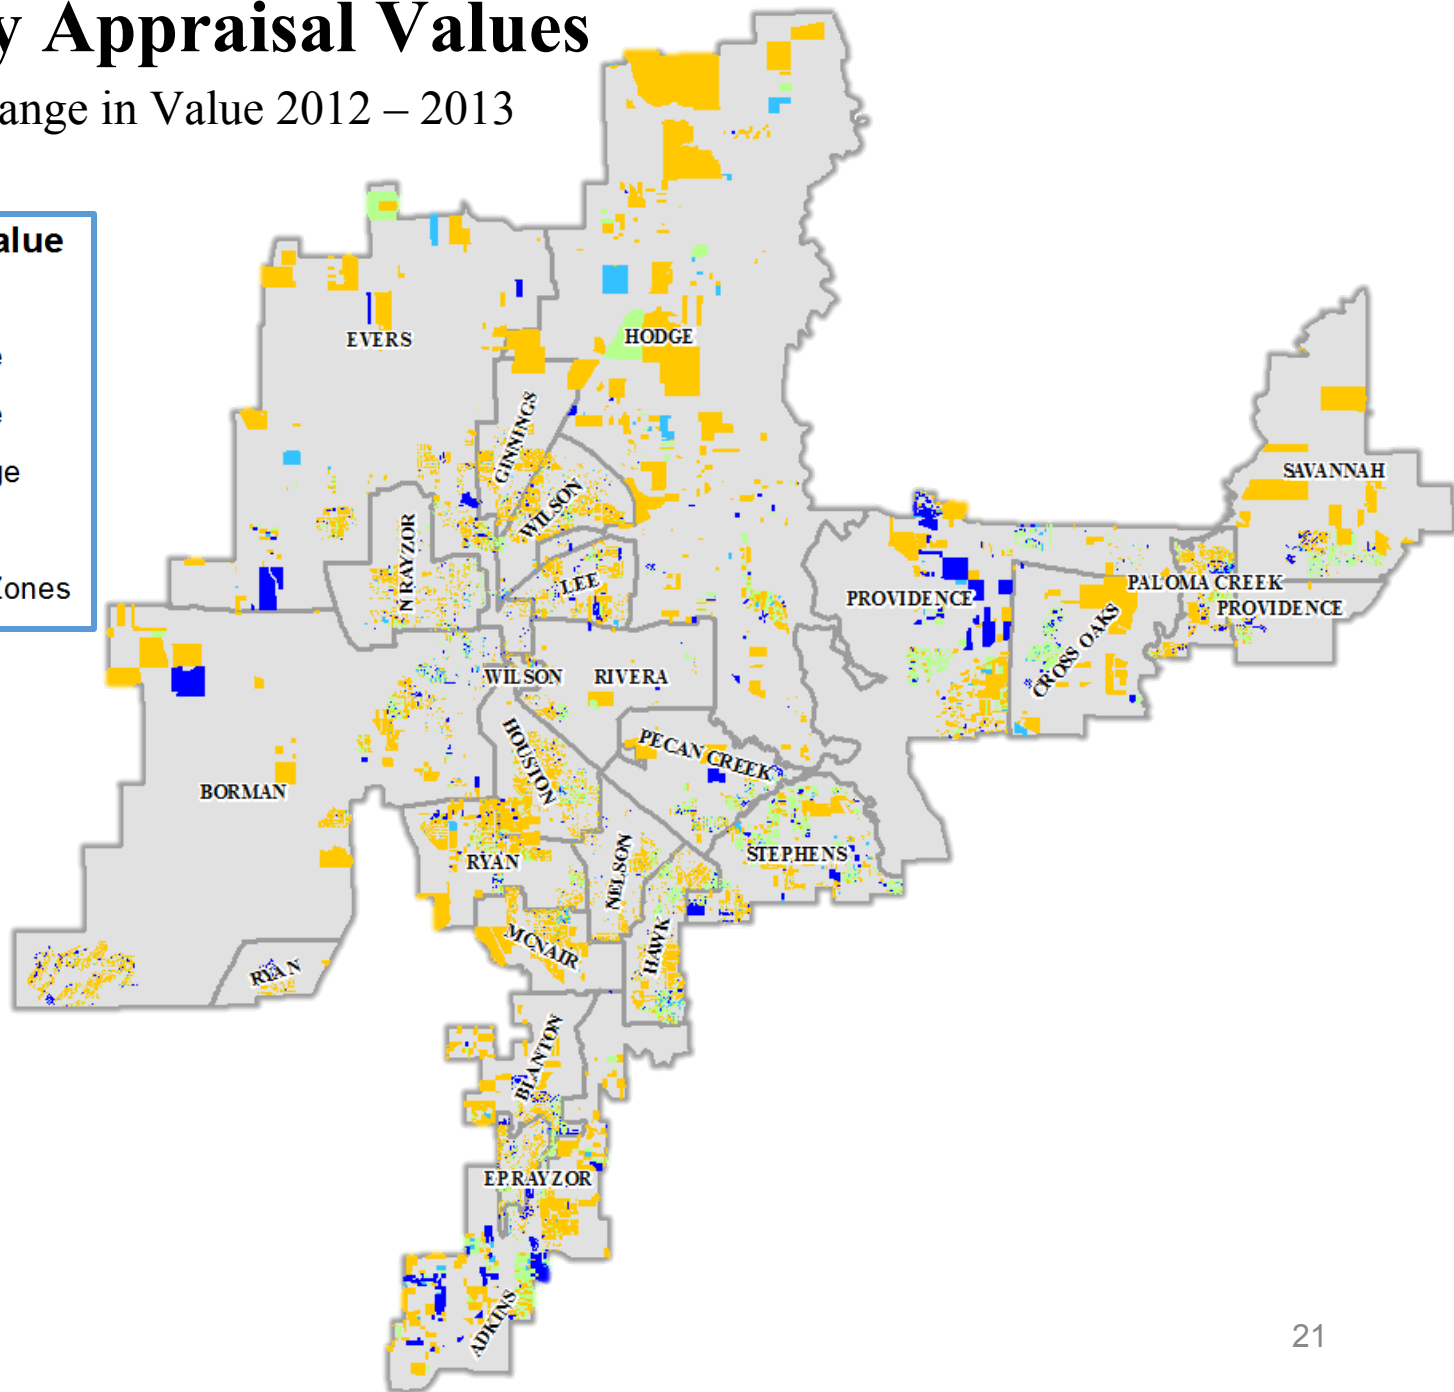 y Appraisal Values
ange in Value 2012 – 2013
alue
e
e
ge
Zones
EVERS
HODGE
GINNINGS
WILSON
N RAYZOR
LEE
SAVANNAH
PALOMA CREEK
PROVIDENCE
PROVIDENCE
CROSS OAKS
WILSON
RIVERA
HOUSTON
PECAN CREEK
BORMAN
RYAN
NELSON
STEPHENS
HAWK
MCNAIR
RYAN
BLANTON
EP RAYZOR
ADKINS
21